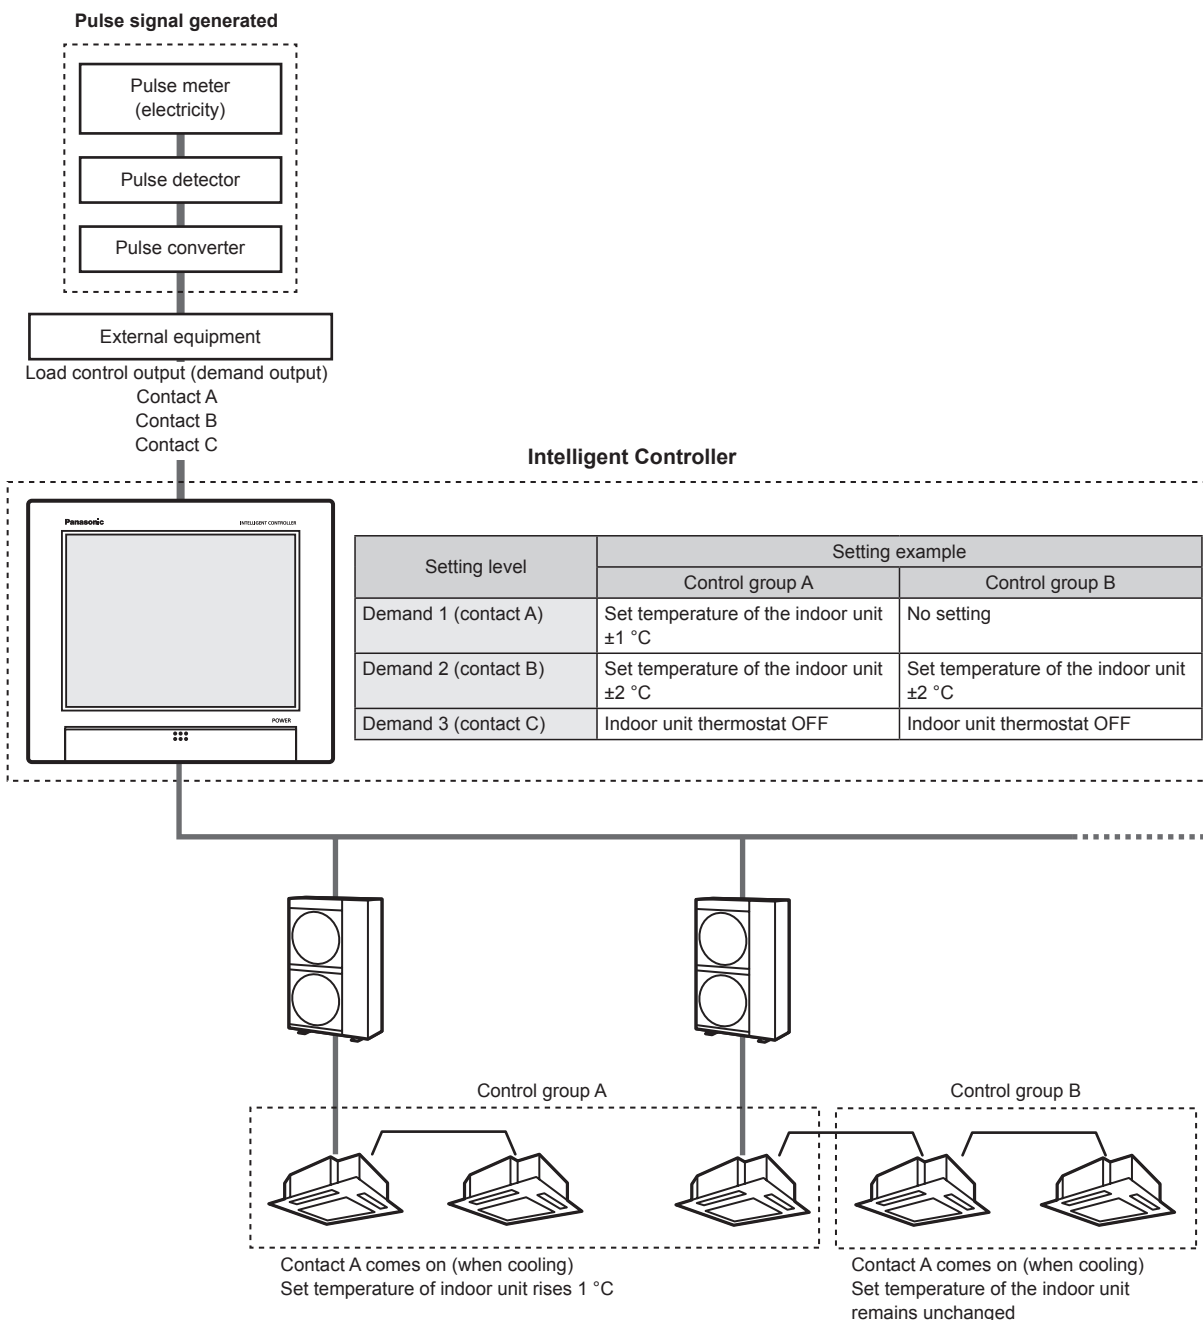 Pulse signal generated
Pulse meter
(electricity)
Pulse detector
Pulse converter
External equipment
Load control output (demand output)
Contact A
Contact B
Contact C
Intelligent Controller
Panasonic
INTELLIGENT CONTROLLER
POWER
Setting level
Setting example
Control group A
Control group B
Demand 1 (contact A)
Set temperature of the indoor unit
±1 °C
No setting
Demand 2 (contact B)
Set temperature of the indoor unit
±2 °C
Set temperature of the indoor unit
±2 °C
Demand 3 (contact C)
Indoor unit thermostat OFF
Indoor unit thermostat OFF
Control group A
Control group B
Contact A comes on (when cooling)
Set temperature of indoor unit rises 1 °C
Contact A comes on (when cooling)
Set temperature of the indoor unit
remains unchanged